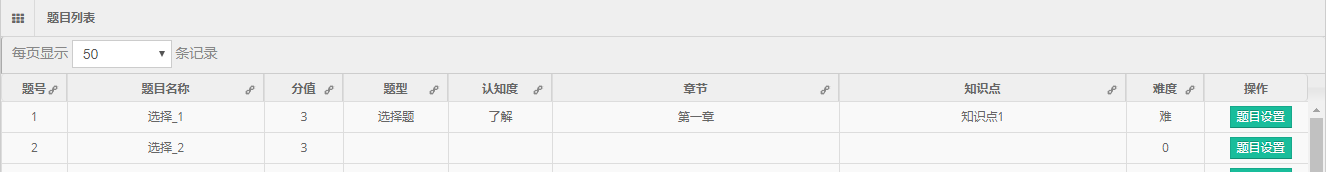 题目列表
每页显示 50 条记录
题号 题目名称 分值 题型 认知度 章节 知识点 难度 操作
1 选择_1 3 选择题 了解 第一章 知识点1 难 题目设置
2 选择_2 3 0 题目设置